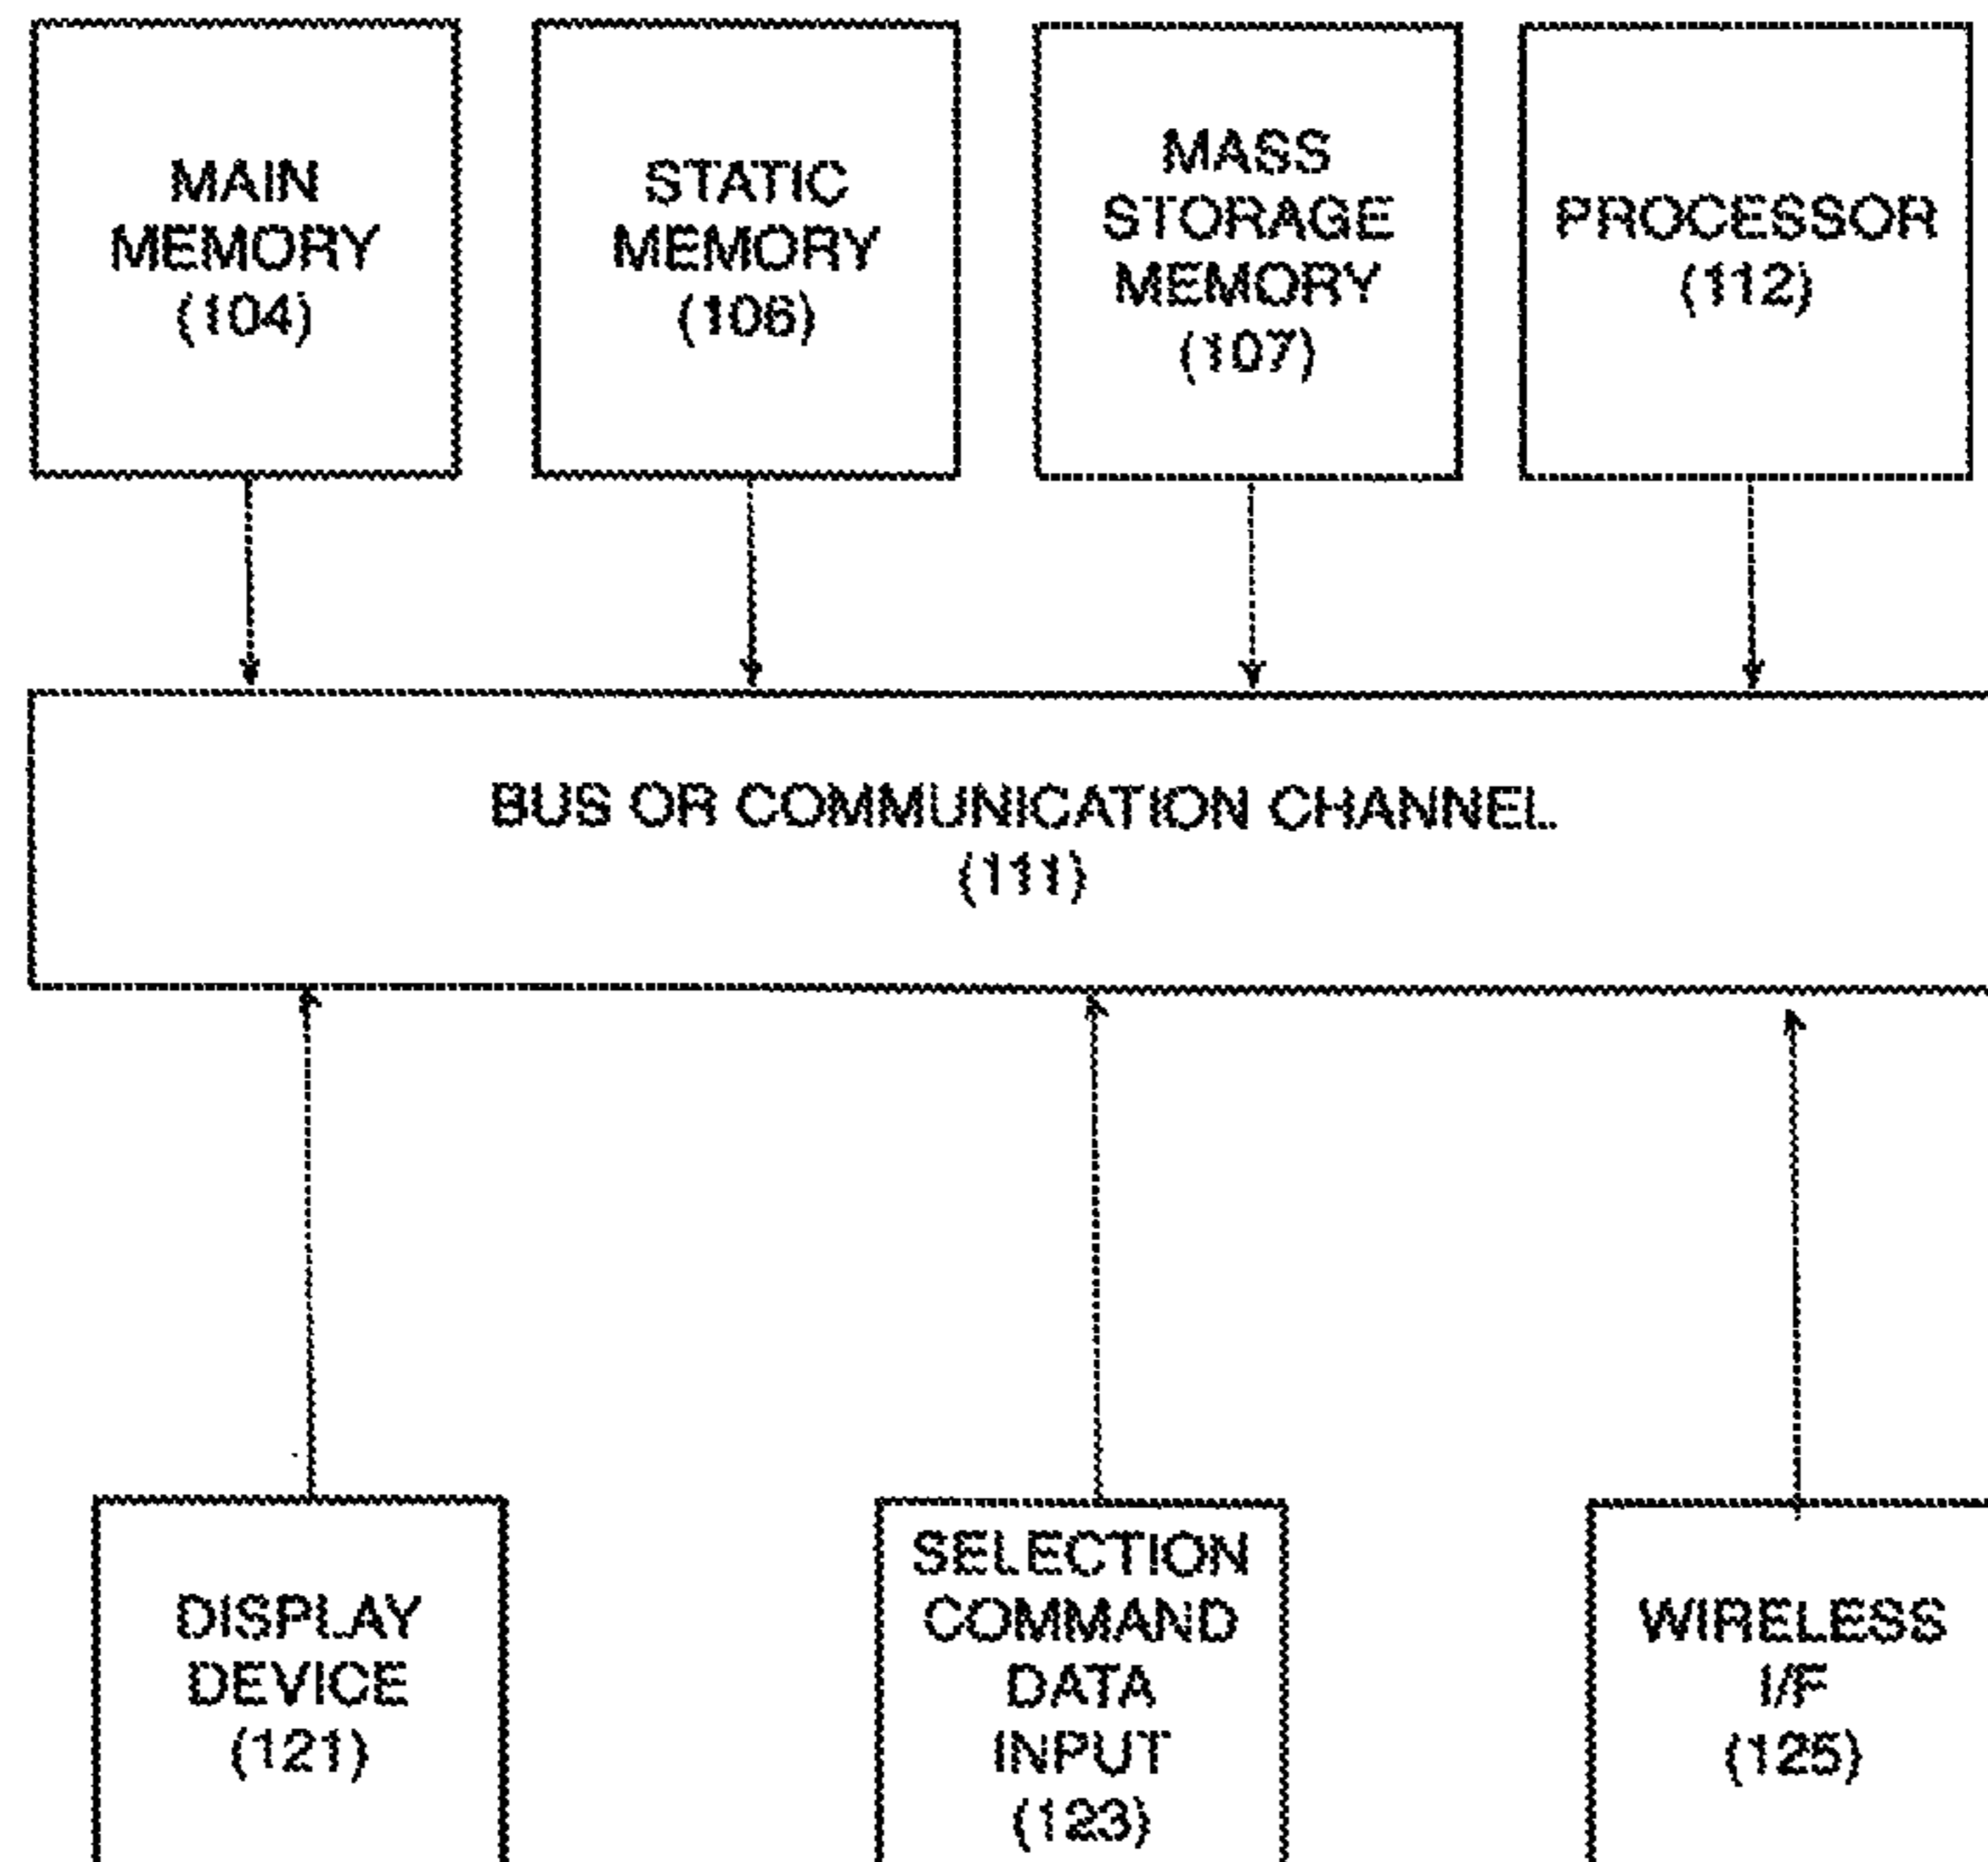 MAIN
MEMORY
(104)
STATIC
MEMORY
(106)
MASS
STORAGE
MEMORY
(107)
PROCESSOR
(112)
BUS OR COMMUNICATION CHANNEL
(111)
DISPLAY
DEVICE
(121)
SELECTION
COMMAND
DATA
INPUT
(123)
WIRELESS
I/F
(125)